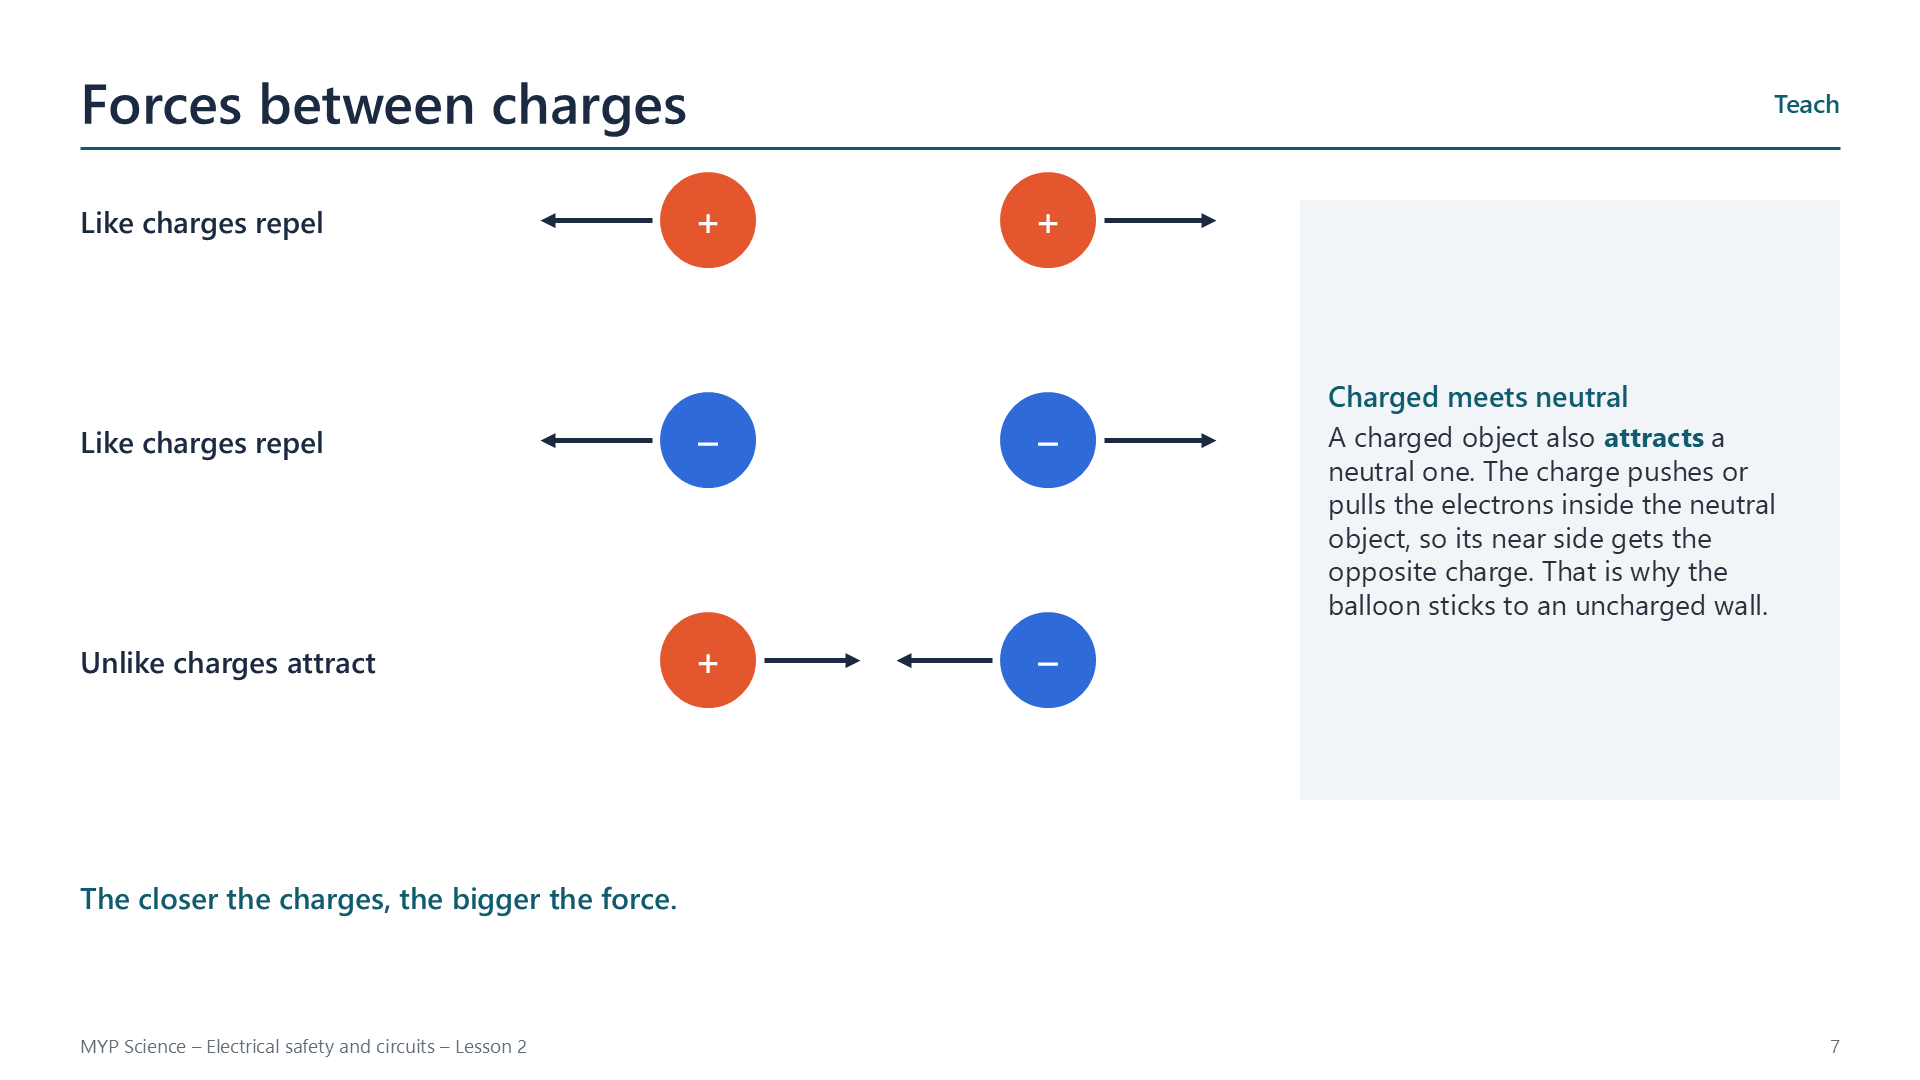 Forces between charges
Teach
Like charges repel
+
+
Like charges repel
–
–
Unlike charges attract
+
–
Charged meets neutral
A charged object also attracts a
neutral one. The charge pushes or
pulls the electrons inside the neutral
object, so its near side gets the
opposite charge. That is why the
balloon sticks to an uncharged wall.
The closer the charges, the bigger the force.
MYP Science – Electrical safety and circuits – Lesson 2
7